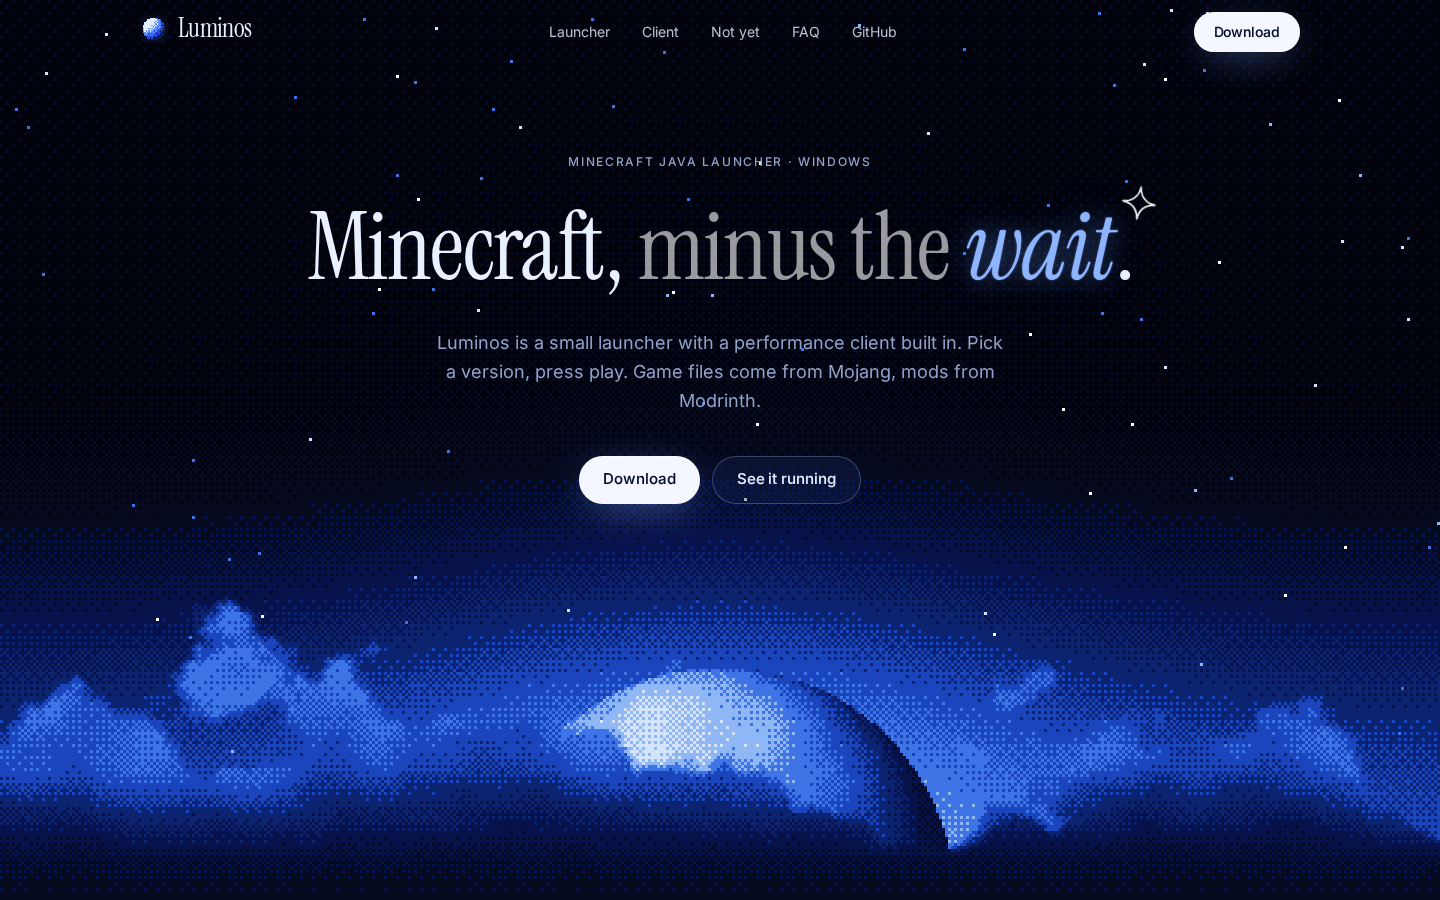 Luminos
Launcher
Client
Not yet
FAQ
GitHub
Download
MINECRAFT JAVA LAUNCHER · WINDOWS
Minecraft, minus the wait.
Luminos is a small launcher with a performance client built in. Pick
a version, press play. Game files come from Mojang, mods from
Modrinth.
Download
See it running